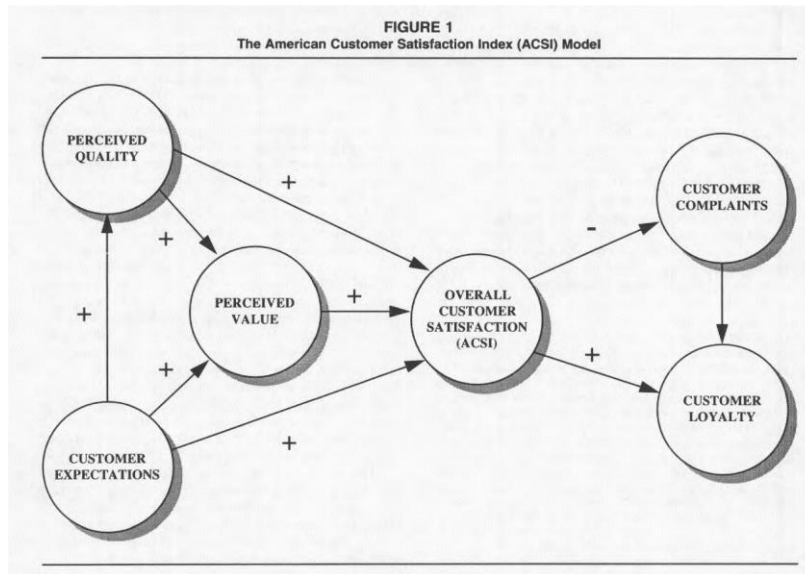 FIGURE 1
The American Customer Satisfaction Index (ACSI) Model
PERCEIVED
QUALITY
+
+
CUSTOMER
COMPLAINTS
-
PERCEIVED
VALUE
+
OVERALL
CUSTOMER
SATISFACTION
(ACSI)
+
+
+
CUSTOMER
LOYALTY
CUSTOMER
EXPECTATIONS
+